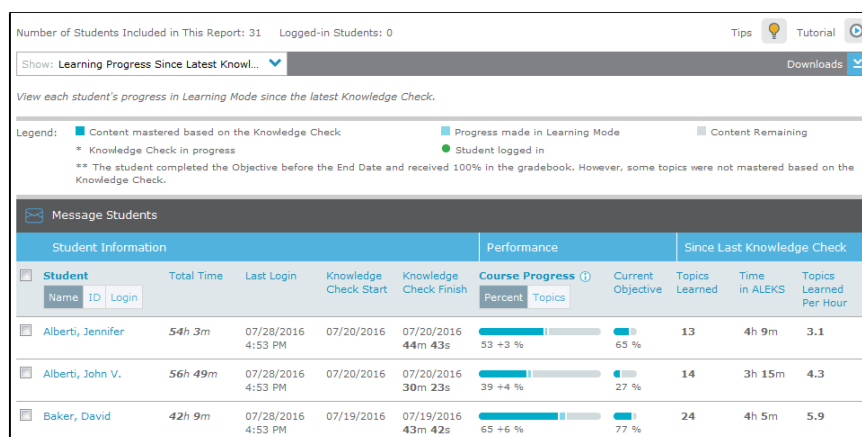 Number of Students Included in This Report: 31 Logged-in Students: 0 Tips Tutorial
Show: Learning Progress Since Latest Knowl... Downloads
View each student's progress in Learning Mode since the latest Knowledge Check.
Legend: Content mastered based on the Knowledge Check Progress made in Learning Mode Content Remaining
* Knowledge Check in progress Student logged in
** The student completed the Objective before the End Date and received 100% in the gradebook. However, some topics were not mastered based on the
Knowledge Check.
Message Students
Student Information Performance Since Last Knowledge Check
Student Total Time Last Login Knowledge Check Start Knowledge Check Finish Course Progress Current Objective Topics Learned Time in ALEKS Topics Learned Per Hour
Name ID Login Percent Topics
Alberti, Jennifer 54h 3m 07/28/2016 07/20/2016 07/20/2016 13 4h 9m 3.1
4:53 PM 44m 43s 53 +3 % 65 %
Alberti, John V. 56h 49m 07/28/2016 07/20/2016 07/20/2016 14 3h 15m 4.3
4:53 PM 30m 23s 39 +4 % 27 %
Baker, David 42h 9m 07/28/2016 07/19/2016 07/19/2016 24 4h 5m 5.9
4:53 PM 43m 42s 65 +6 % 77 %